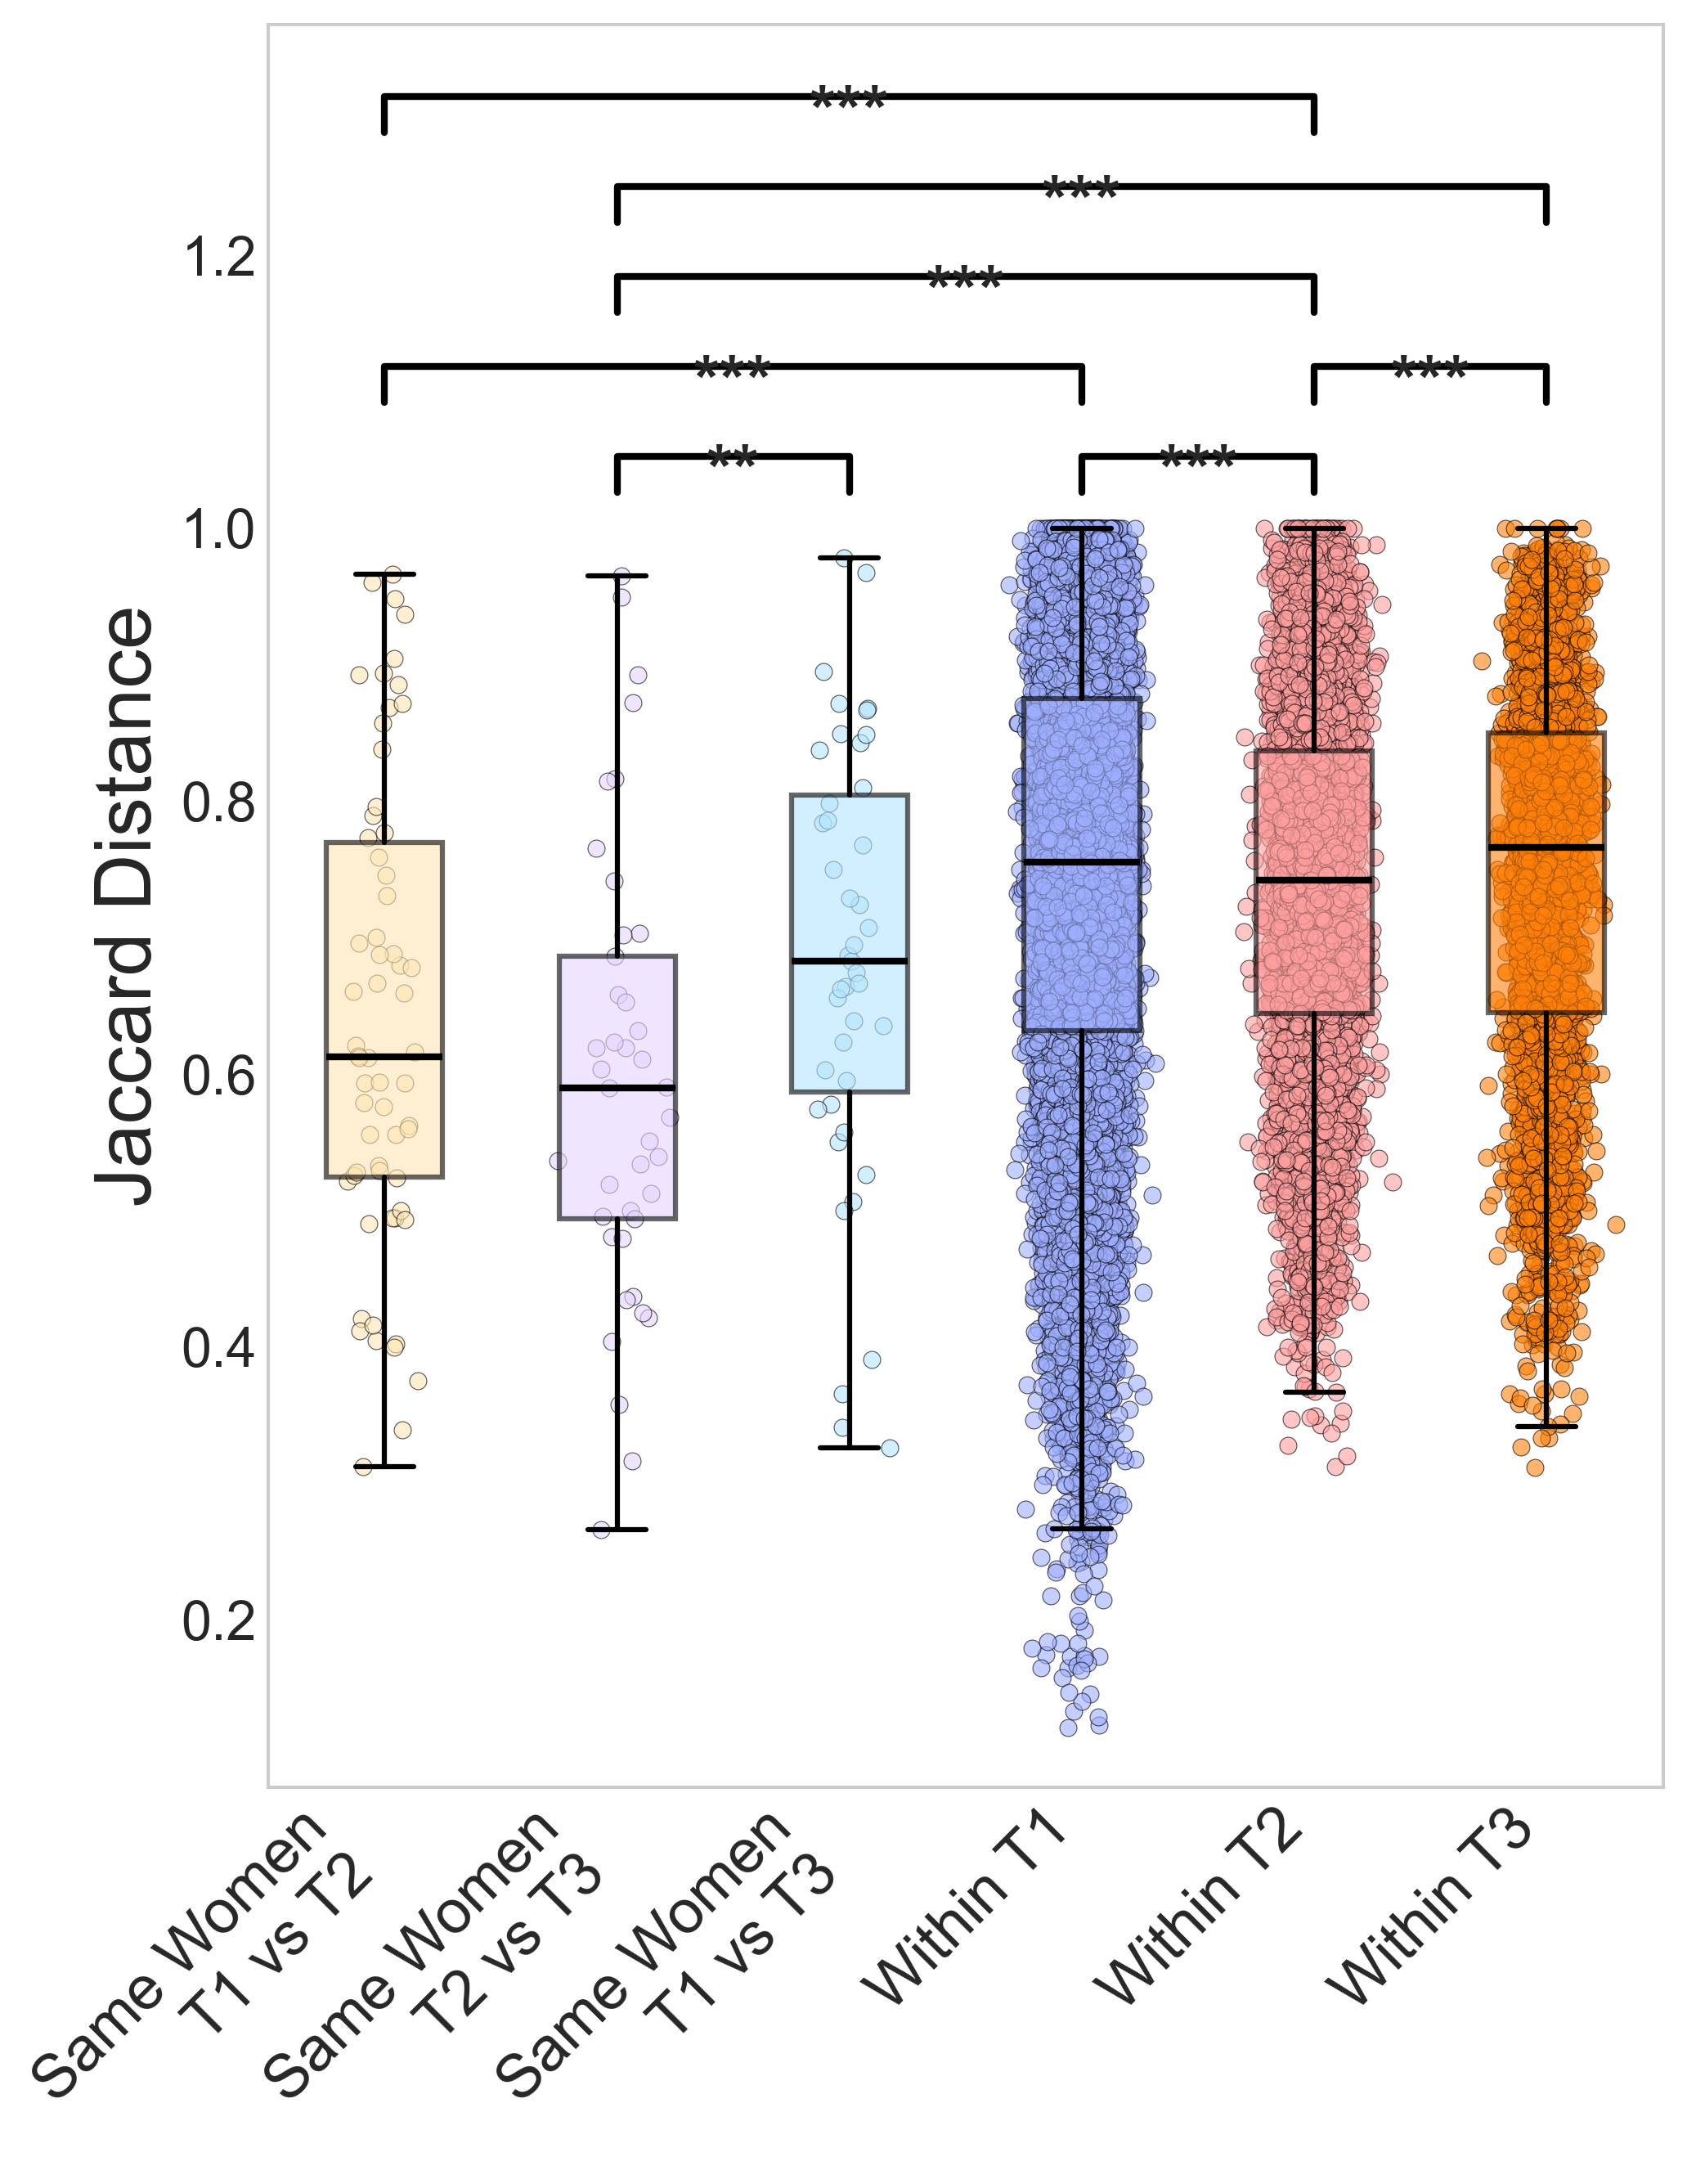 ***
***
***
***
***
**
***
1.2
1.0
0.8
0.6
0.4
0.2
Jaccard Distance
Same Women
T1 vs T2
Same Women
T2 vs T3
Same Women
T1 vs T3
Within T1
Within T2
Within T3